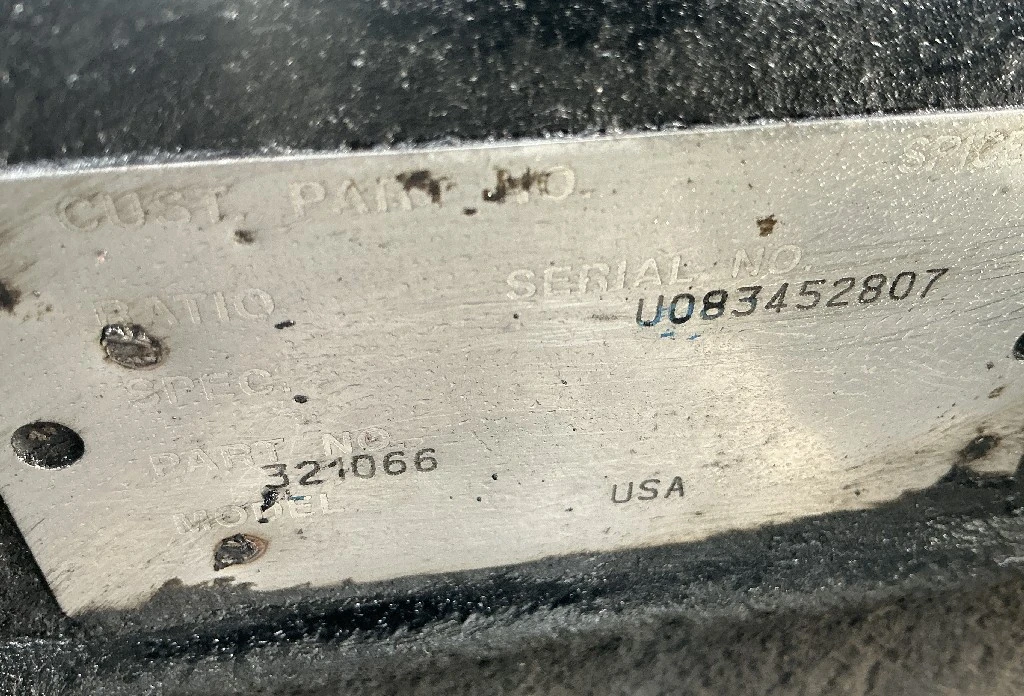 CUST. PART NO.
RATIO
SERIAL NO.
U083452807
SPEC.
PART NO.
321066
MODEL
USA